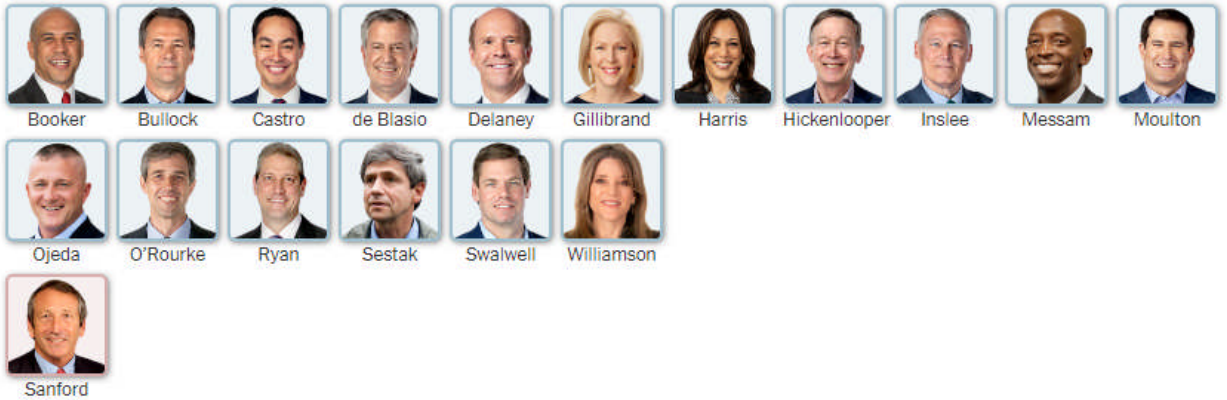 Booker Bullock Castro de Blasio Delaney Gillibrand Harris Hickenlooper Inslee Messam Moulton
Ojeda O'Rourke Ryan Sestak Swalwell Williamson
Sanford